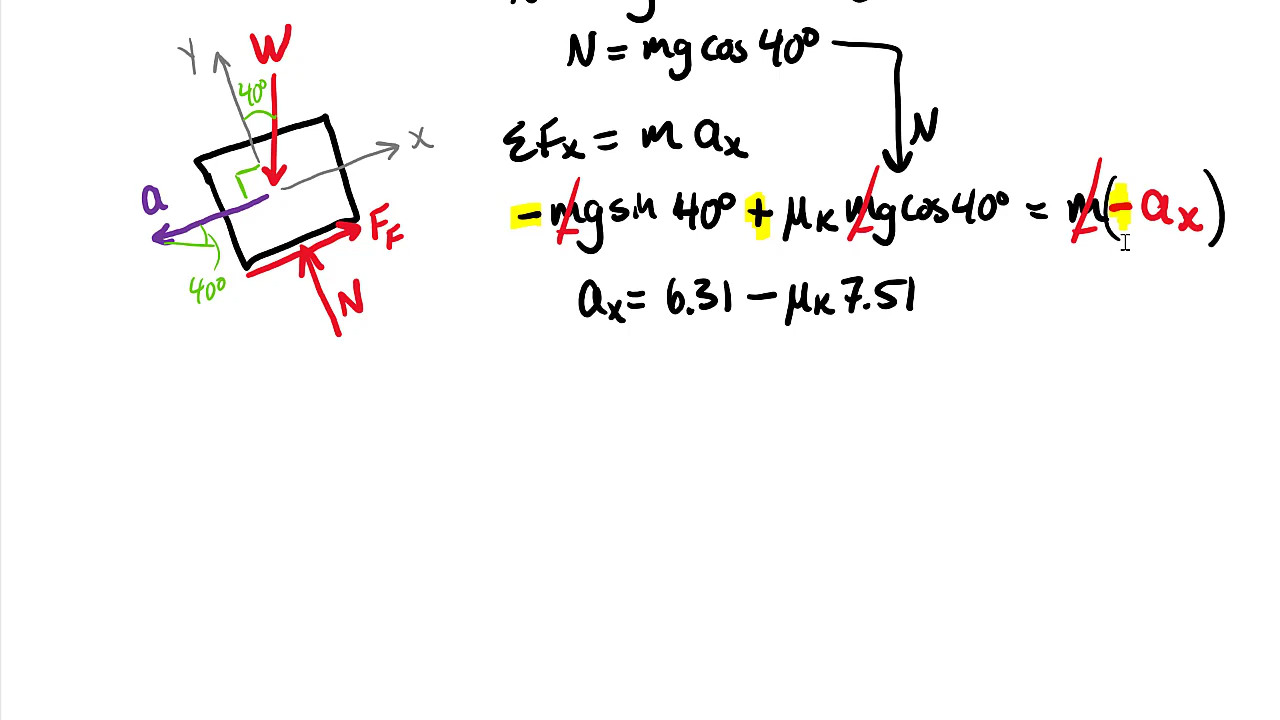 N = mg cos 40°
N
ΣFx = m ax
-mg sin 40° + μK mg cos 40° = m(-ax)
ax = 6.31 - μK 7.51
Y
W
40°
X
a
FF
40°
N